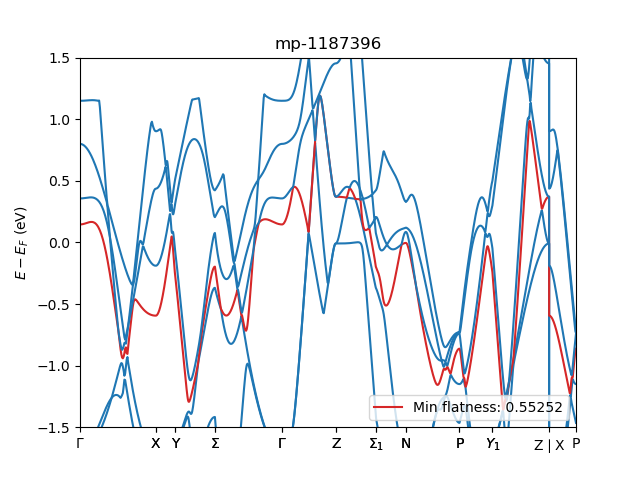 mp-1187396
E − E_F (eV)
1.5
1.0
0.5
0.0
−0.5
−1.0
−1.5
Min flatness: 0.55252
Γ X Y Σ Γ Z Σ₁ N P Y₁ Z | X P